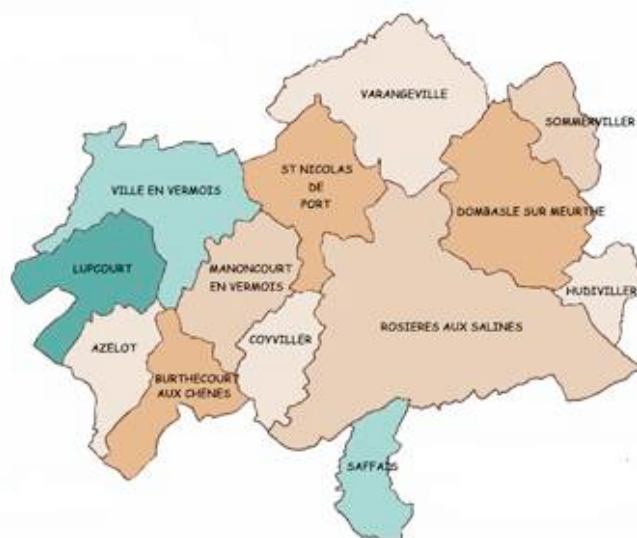 VARANGEVILLE
SOMMERVILLER
ST NICOLAS
DE
PORT
VILLE EN VERMOIS
DOMBASLE SUR MEURTHE
LUPCOURT
MANONCOURT
EN VERMOIS
HUDIVILLER
ROSIERES AUX SALINES
AZELOT
COYVILLER
BURTHECOURT
AUX CHENES
SAFFAIS